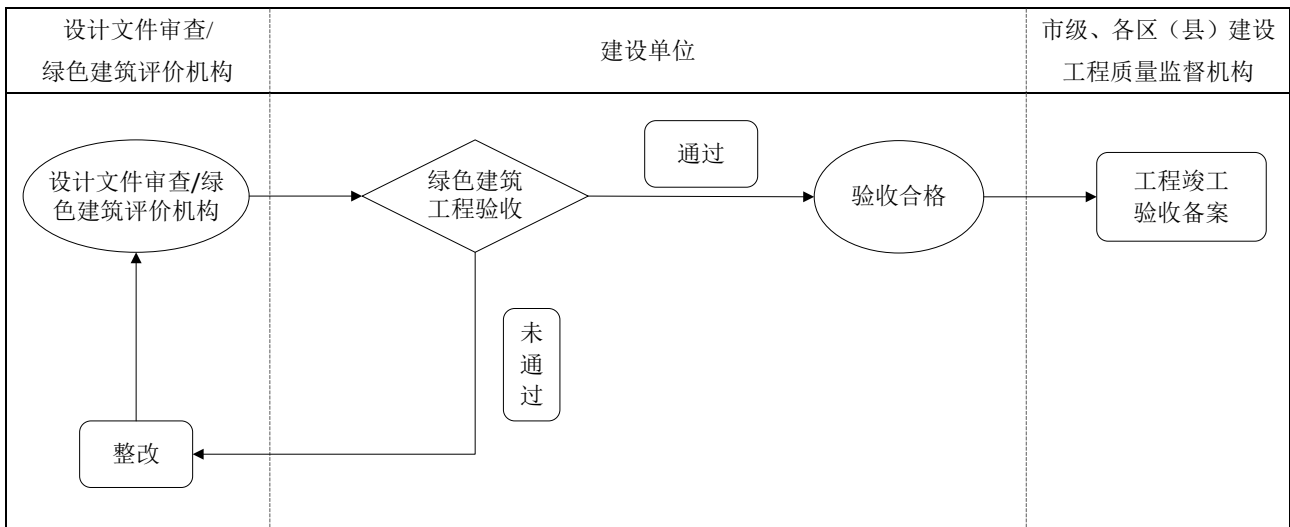 设计文件审查/
绿色建筑评价机构
建设单位
市级、各区（县）建设
工程质量监督机构
设计文件审查/绿
色建筑评价机构
绿色建筑
工程验收
通过
验收合格
工程竣工
验收备案
未
通
过
整改